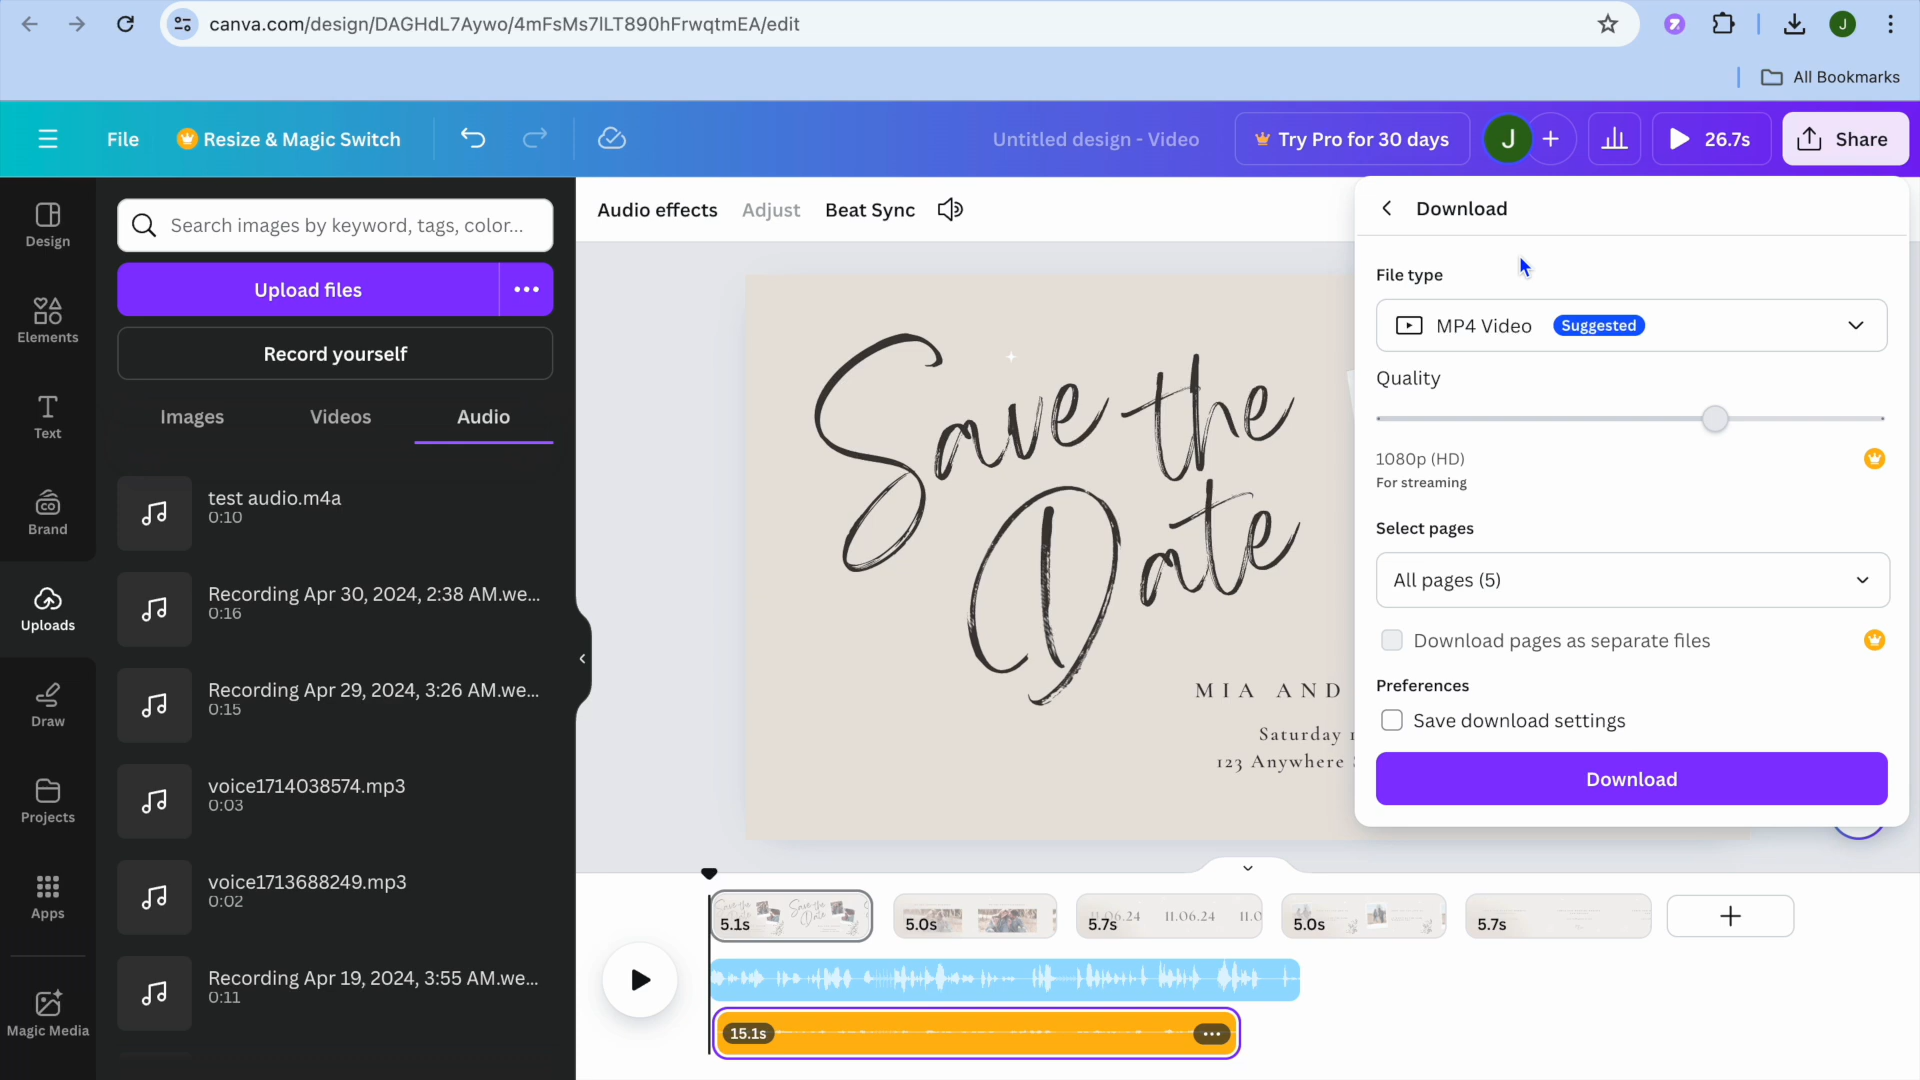 canva.com/design/DAGHdL7Aywo/4mFsMs7lLT890hFrwqtmEA/edit
J
All Bookmarks
File
Resize & Magic Switch
Untitled design - Video
Try Pro for 30 days
J
26.7s
Share
Design
Elements
Text
Brand
Uploads
Draw
Projects
Apps
Magic Media
Search images by keyword, tags, color...
Upload files
Record yourself
Images
Videos
Audio
test audio.m4a
0:10
Recording Apr 30, 2024, 2:38 AM.we...
0:16
Recording Apr 29, 2024, 3:26 AM.we...
0:15
voice1714038574.mp3
0:03
voice1713688249.mp3
0:02
Recording Apr 19, 2024, 3:55 AM.we...
0:11
Audio effects
Adjust
Beat Sync
Save the
Date
MIA AND
Saturday
123 Anywhere
Download
File type
MP4 Video
Suggested
Quality
1080p (HD)
For streaming
Select pages
All pages (5)
Download pages as separate files
Preferences
Save download settings
Download
5.1s
5.0s
11.06.24
11.06.24
5.7s
5.0s
5.7s
15.1s